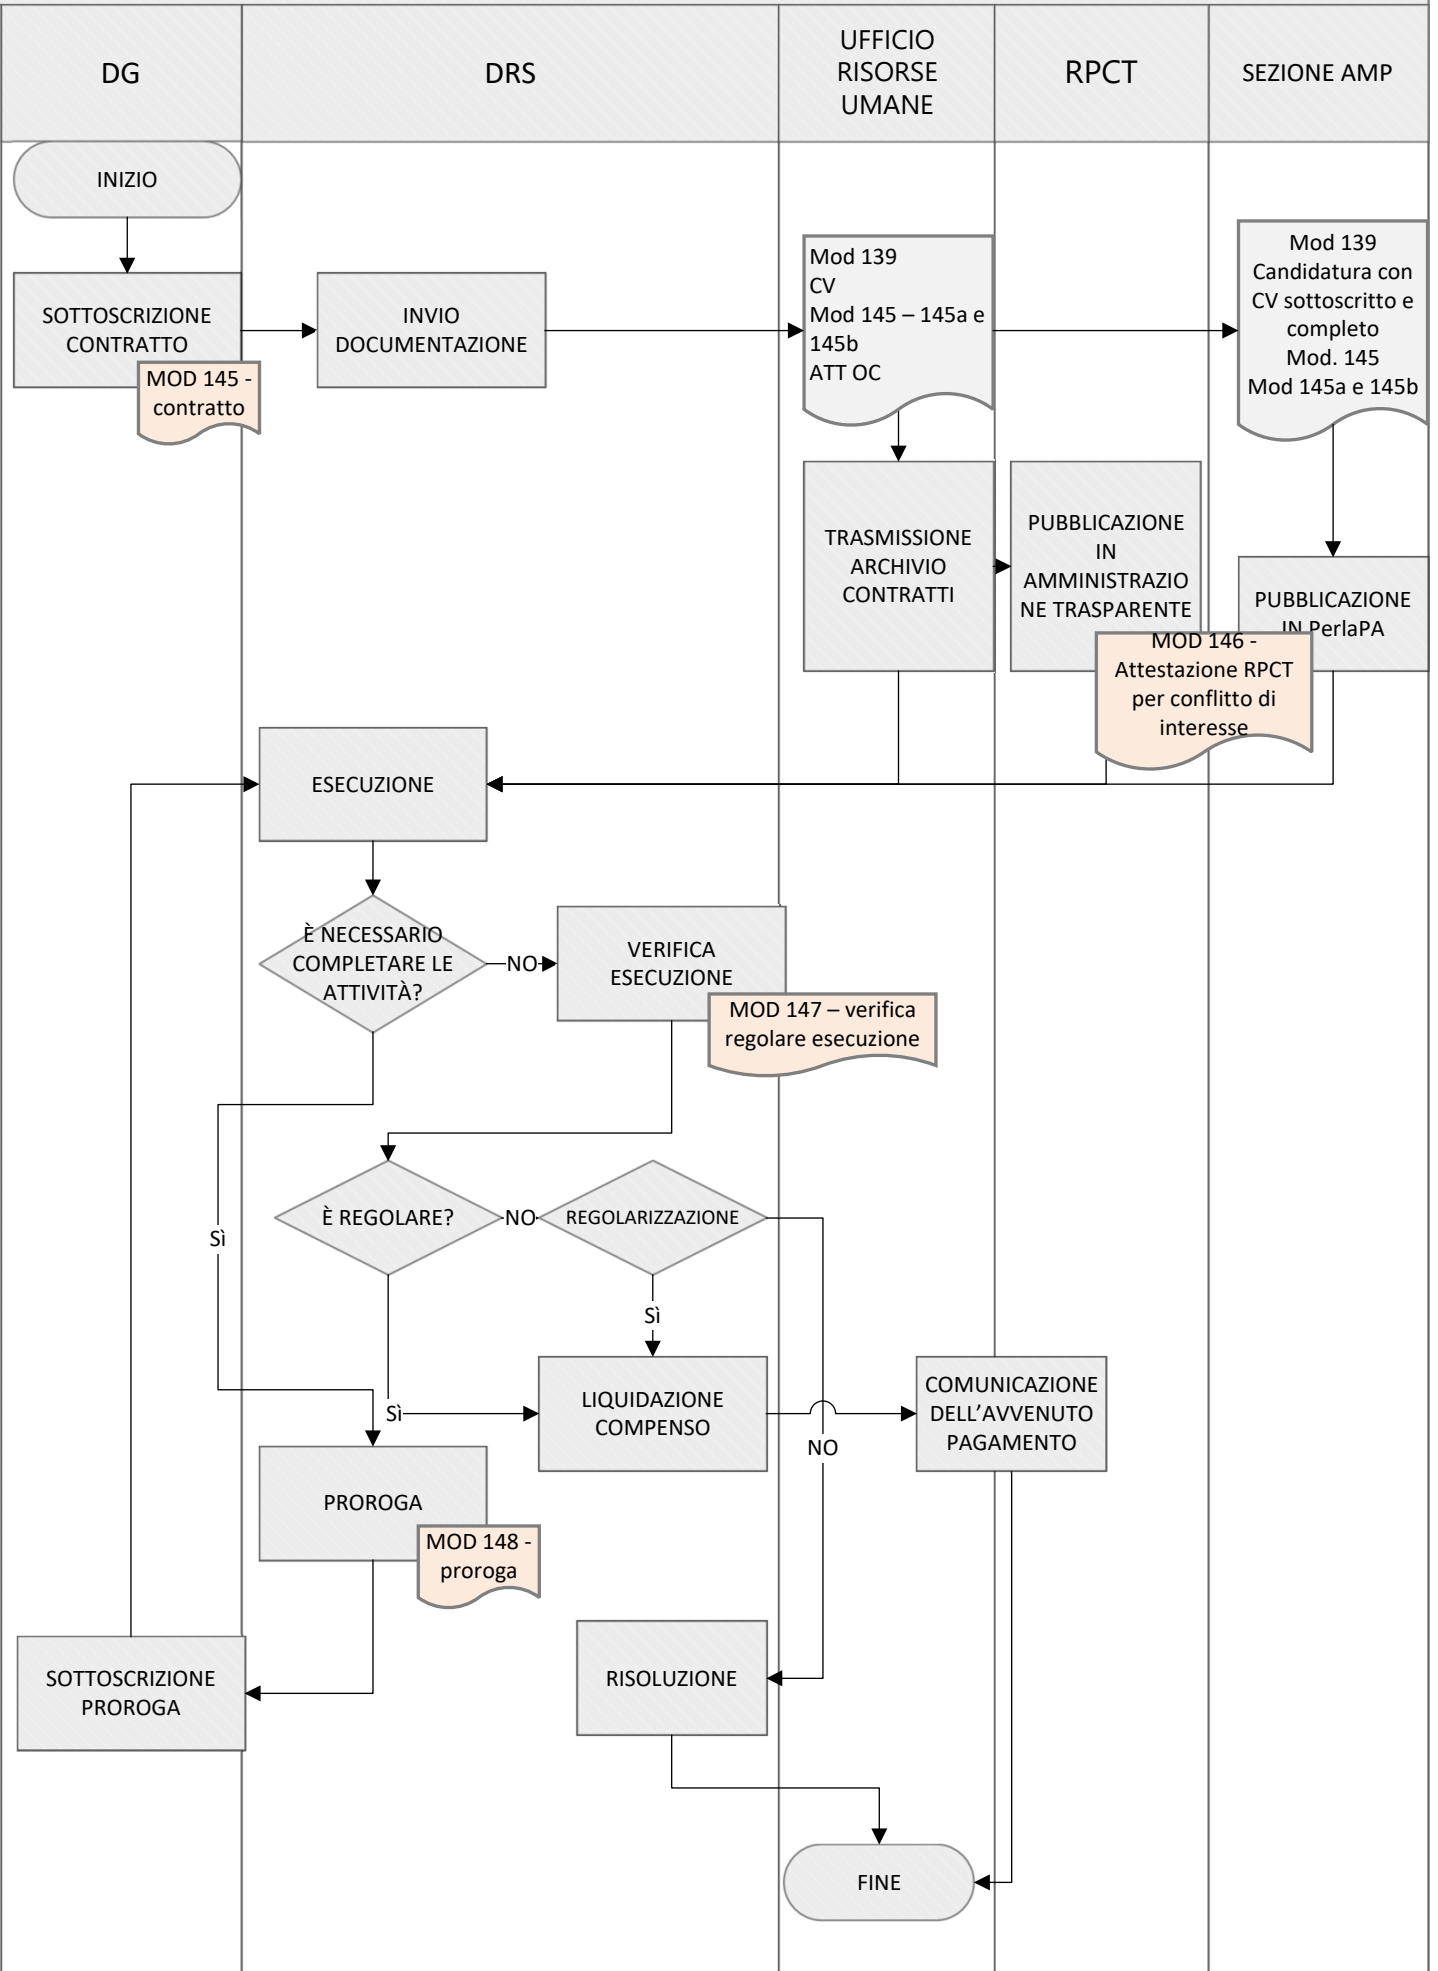 DG
DRS
UFFICIO
RISORSE
UMANE
RPCT
SEZIONE AMP
INIZIO
SOTTOSCRIZIONE
CONTRATTO
MOD 145 -
contratto
INVIO
DOCUMENTAZIONE
Mod 139
CV
Mod 145 – 145a e
145b
ATT OC
Mod 139
Candidatura con
CV sottoscritto e
completo
Mod. 145
Mod 145a e 145b
TRASMISSIONE
ARCHIVIO
CONTRATTI
PUBBLICAZIONE
IN
AMMINISTRAZIO
NE TRASPARENTE
PUBBLICAZIONE
IN PerlaPA
MOD 146 -
Attestazione RPCT
per conflitto di
interesse
ESECUZIONE
È NECESSARIO
COMPLETARE LE
ATTIVITÀ?
NO
VERIFICA
ESECUZIONE
MOD 147 – verifica
regolare esecuzione
Sì
È REGOLARE?
NO
REGOLARIZZAZIONE
Sì
Sì
LIQUIDAZIONE
COMPENSO
NO
COMUNICAZIONE
DELL’AVVENUTO
PAGAMENTO
PROROGA
MOD 148 -
proroga
SOTTOSCRIZIONE
PROROGA
RISOLUZIONE
FINE